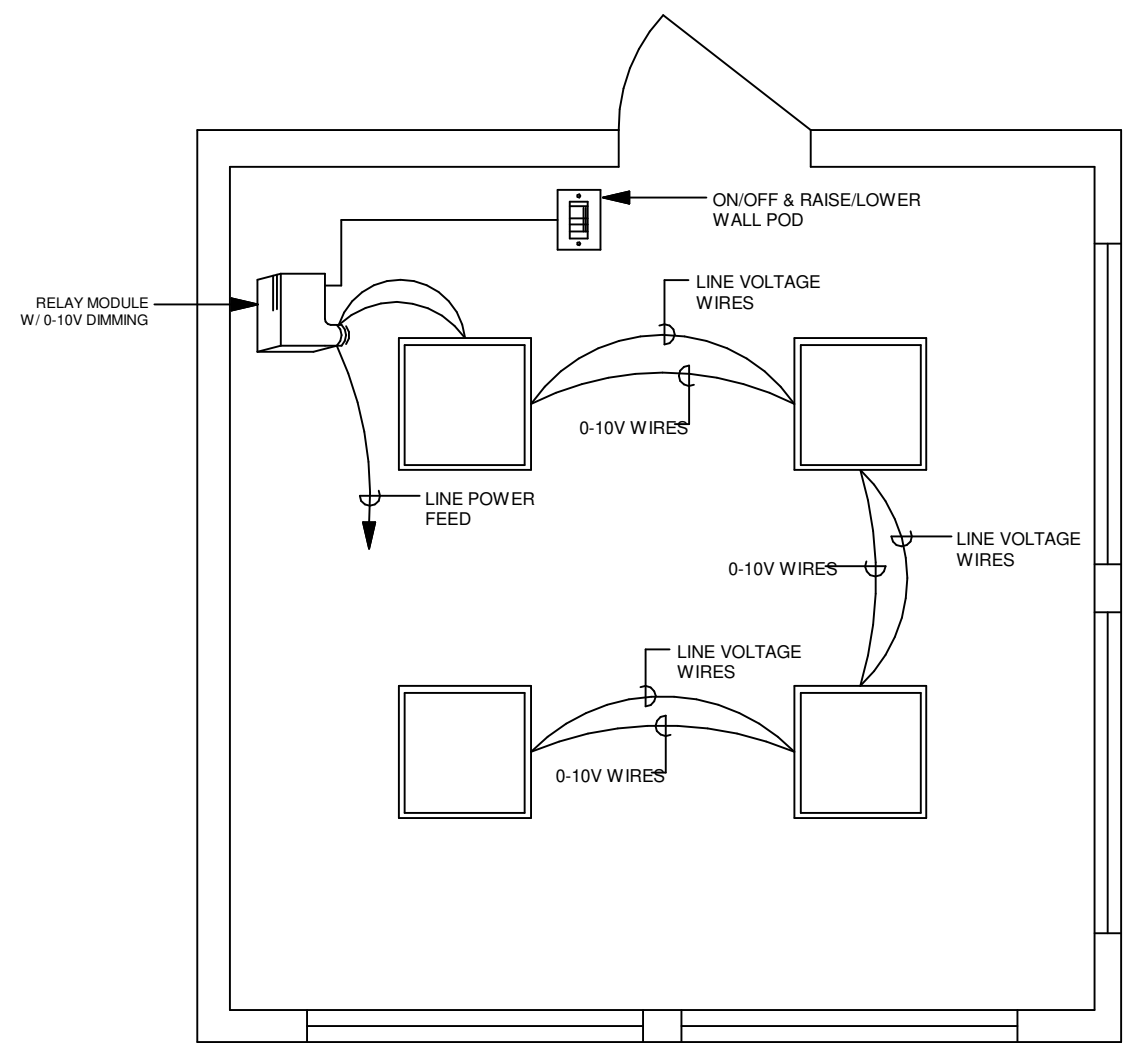 ON/OFF & RAISE/LOWER
WALL POD
LINE VOLTAGE
WIRES
RELAY MODULE
W/ 0-10V DIMMING
0-10V WIRES
LINE POWER
FEED
LINE VOLTAGE
WIRES
0-10V WIRES
LINE VOLTAGE
WIRES
0-10V WIRES